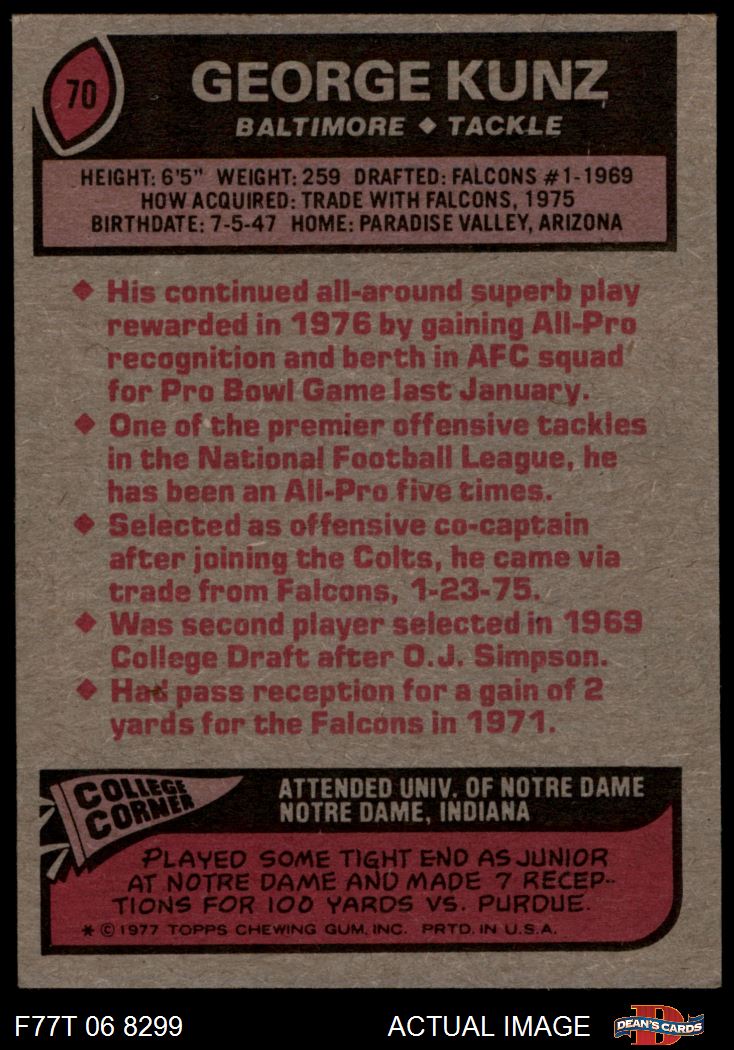 70
GEORGE KUNZ
BALTIMORE ◆ TACKLE
HEIGHT: 6'5" WEIGHT: 259 DRAFTED: FALCONS #1-1969
HOW ACQUIRED: TRADE WITH FALCONS, 1975
BIRTHDATE: 7-5-47 HOME: PARADISE VALLEY, ARIZONA
◆ His continued all-around superb play
rewarded in 1976 by gaining All-Pro
recognition and berth in AFC squad
for Pro Bowl Game last January.
◆ One of the premier offensive tackles
in the National Football League, he
has been an All-Pro five times.
◆ Selected as offensive co-captain
after joining the Colts, he came via
trade from Falcons, 1-23-75.
◆ Was second player selected in 1969
College Draft after O.J. Simpson.
◆ Had pass reception for a gain of 2
yards for the Falcons in 1971.
COLLEGE
CORNER
ATTENDED UNIV. OF NOTRE DAME
NOTRE DAME, INDIANA
PLAYED SOME TIGHT END AS JUNIOR
AT NOTRE DAME AND MADE 7 RECEP-
TIONS FOR 100 YARDS VS. PURDUE.
* © 1977 TOPPS CHEWING GUM, INC. PRTD. IN U.S.A.
F77T 06 8299
ACTUAL IMAGE
D
DEAN'S CARDS